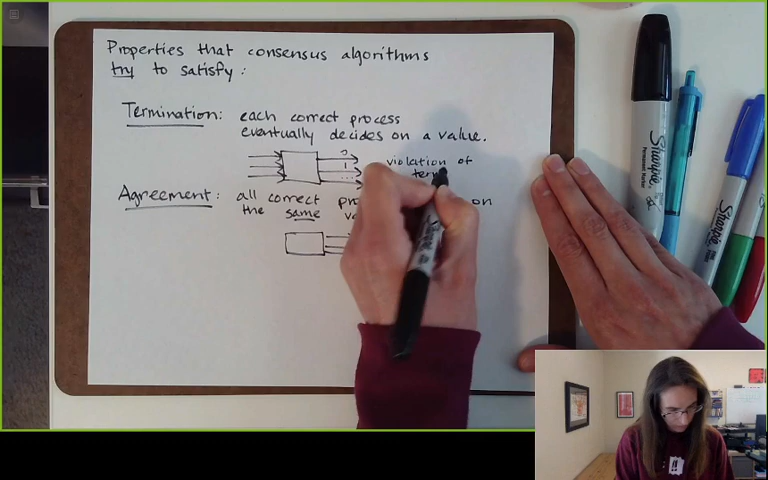 Properties that consensus algorithms
try to satisfy:
Termination: each correct process
eventually decides on a value.
violation of
Agreement: all correct on
the same
Sharpie
Sharpie
Sharpie